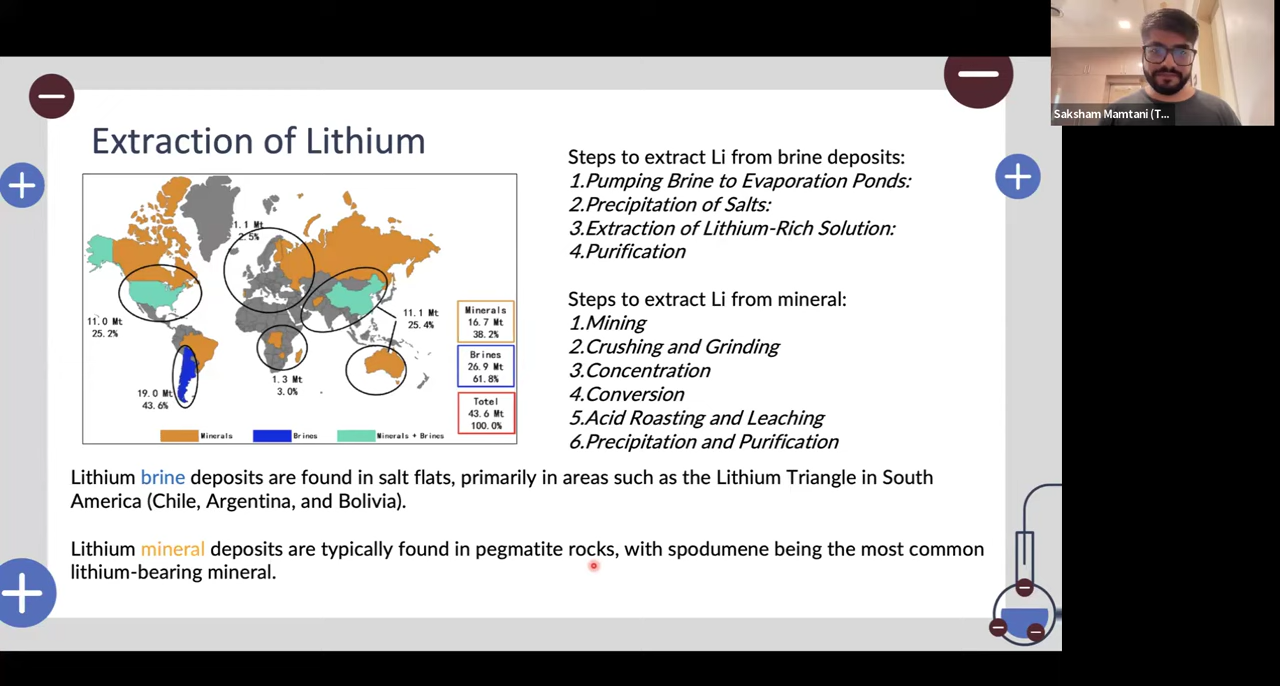 Saksham Mamtani (T...
Extraction of Lithium
Steps to extract Li from brine deposits:
1.Pumping Brine to Evaporation Ponds:
2.Precipitation of Salts:
3.Extraction of Lithium-Rich Solution:
4.Purification
Steps to extract Li from mineral:
1.Mining
2.Crushing and Grinding
3.Concentration
4.Conversion
5.Acid Roasting and Leaching
6.Precipitation and Purification
1.1 Mt
2.5%
11.0 Mt
25.2%
11.1 Mt
25.4%
1.3 Mt
3.0%
19.0 Mt
43.6%
Minerals
16.7 Mt
38.2%
Brines
26.9 Mt
61.8%
Totel
43.6 Mt
100.0%
Minerals
Brines
Minerals + Brines
Lithium brine deposits are found in salt flats, primarily in areas such as the Lithium Triangle in South
America (Chile, Argentina, and Bolivia).
Lithium mineral deposits are typically found in pegmatite rocks, with spodumene being the most common
lithium-bearing mineral.